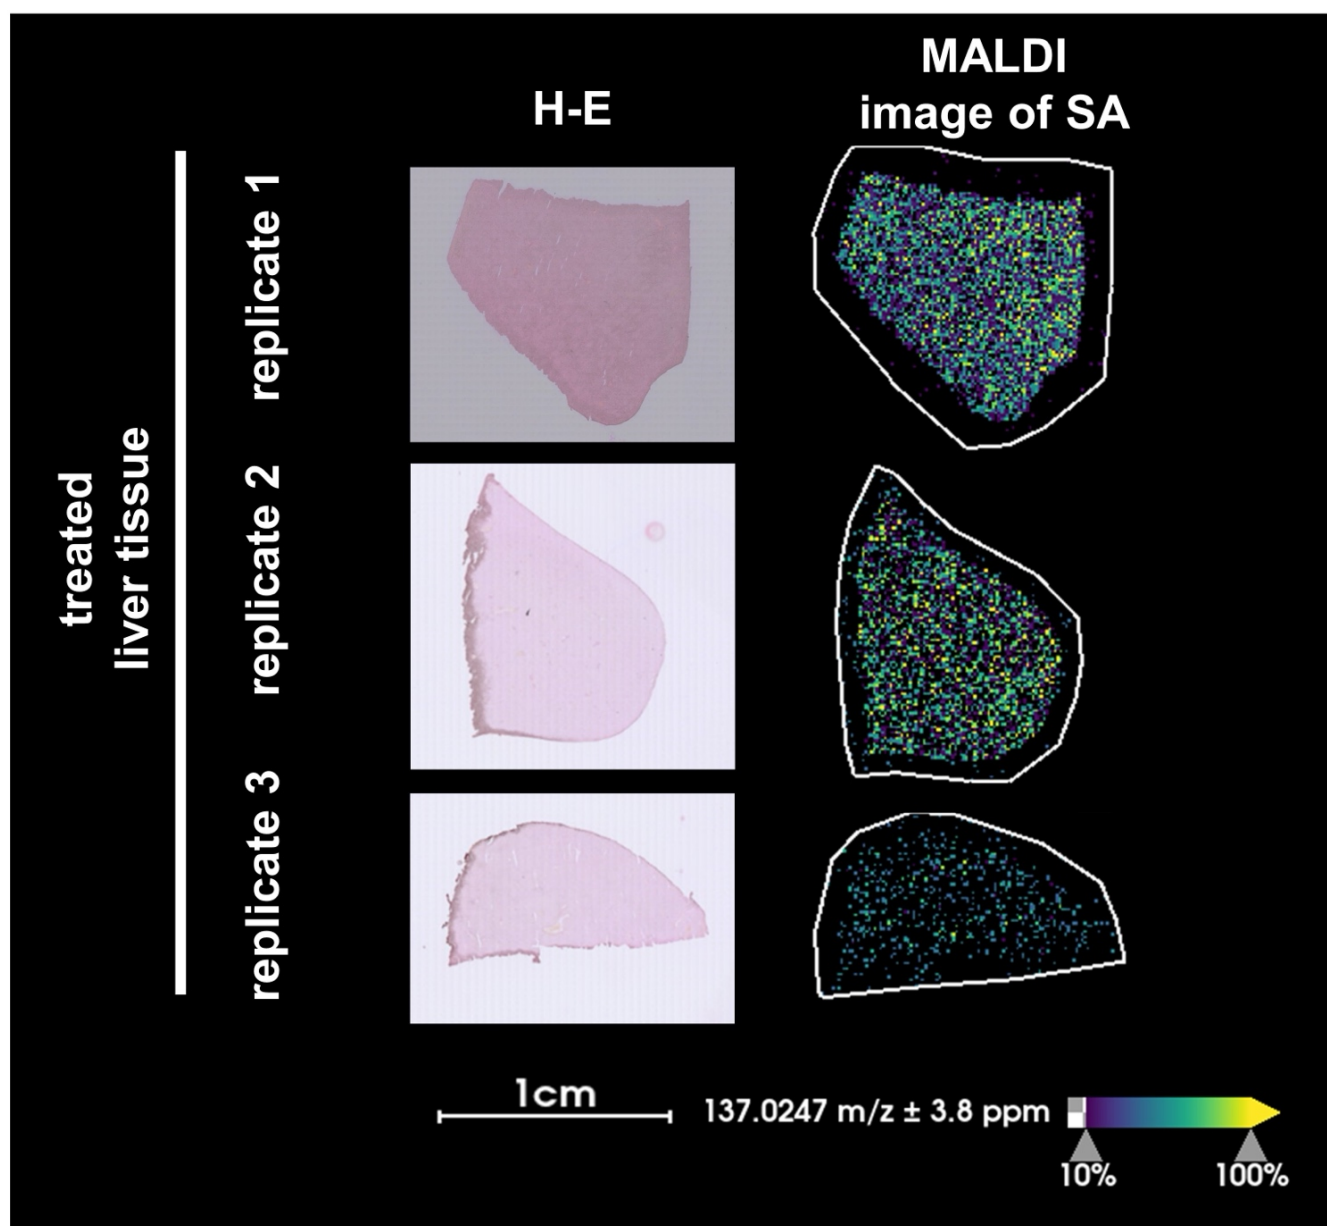 MALDI
image of SA
H-E
treated
liver tissue
replicate 1
replicate 2
replicate 3
1cm
137.0247 m/z ± 3.8 ppm
10%
100%